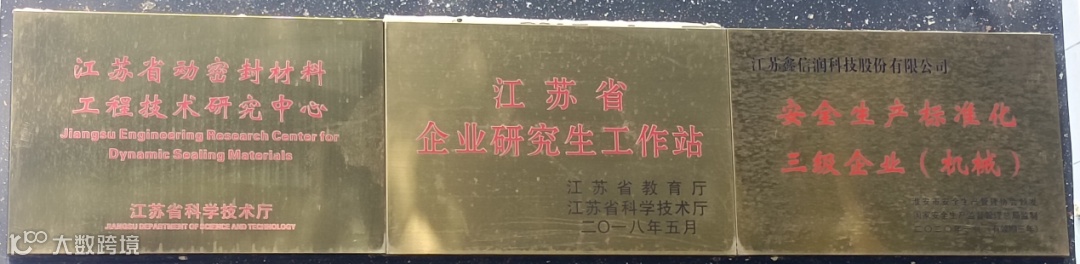 江苏省动密封材料
工程技术研究中心
Jiangsu Engineering Research Center for
Dynamic Sealing Materials
江苏省科学技术厅
JIANGSU DEPARTMENT OF SCIENCE AND TECHNOLOGY
江苏省
企业研究生工作站
江苏省教育厅
江苏省科学技术厅
二〇一八年五月
江苏鑫信润科技股份有限公司
安全生产标准化
三级企业（机械）
大数跨境